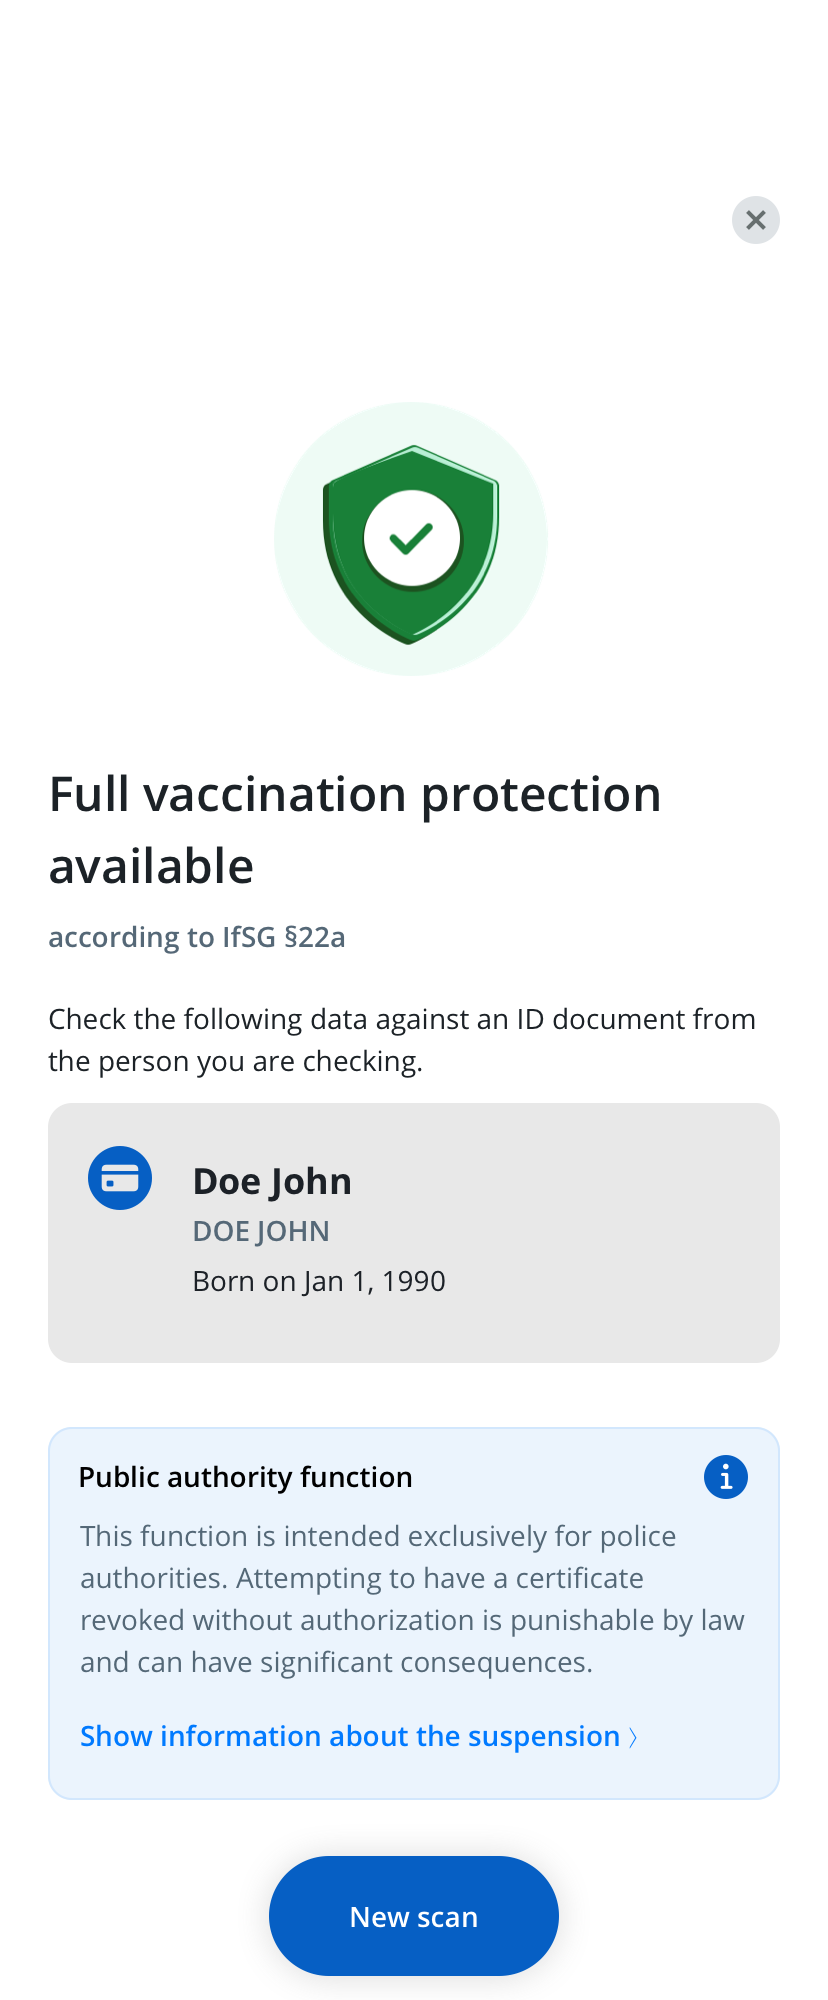 Full vaccination protection
available
according to IfSG §22a
Check the following data against an ID document from
the person you are checking.
Doe John
DOE JOHN
Born on Jan 1, 1990
Public authority function
This function is intended exclusively for police
authorities. Attempting to have a certificate
revoked without authorization is punishable by law
and can have significant consequences.
Show information about the suspension
New scan